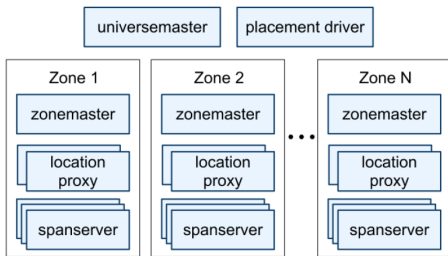 universemaster
placement driver
Zone 1
Zone 2
Zone N
zonemaster
zonemaster
...
zonemaster
location
proxy
location
proxy
location
proxy
spanserver
spanserver
spanserver